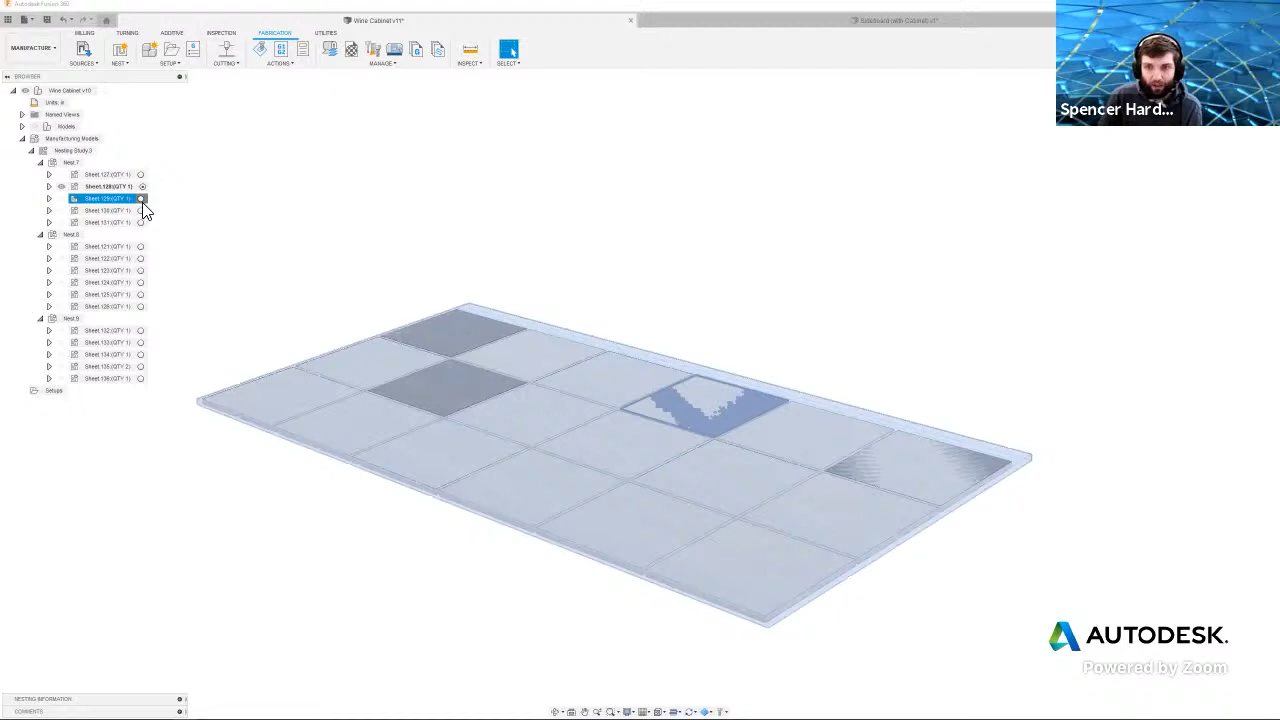 Autodesk Fusion 360
Wine Cabinet v11*
Sideboard (with Cabinet) v1*
MILLING
TURNING
ADDITIVE
INSPECTION
FABRICATION
UTILITIES
MANUFACTURE
SOURCES
NEST
SETUP
CUTTING
ACTIONS
MANAGE
INSPECT
SELECT
BROWSER
Wine Cabinet v10
Units: in
Named Views
Models
Manufacturing Models
Nesting Study.3
Nest.7
Sheet.127:(QTY 1)
Sheet.128:(QTY 1)
Sheet.129:(QTY 1)
Sheet.130:(QTY 1)
Sheet.131:(QTY 1)
Nest.8
Sheet.121:(QTY 1)
Sheet.122:(QTY 1)
Sheet.123:(QTY 1)
Sheet.124:(QTY 1)
Sheet.125:(QTY 1)
Sheet.126:(QTY 1)
Nest.9
Sheet.132:(QTY 1)
Sheet.133:(QTY 1)
Sheet.134:(QTY 1)
Sheet.135:(QTY 2)
Sheet.136:(QTY 1)
Setups
Spencer Hard...
AUTODESK.
Powered by Zoom
NESTING INFORMATION
COMMENTS